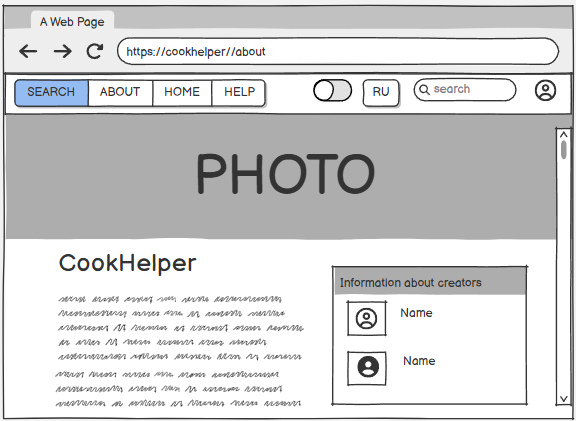 A Web Page
https://cookhelper//about
SEARCH ABOUT HOME HELP RU search
PHOTO
CookHelper
Information about creators
Name
Name